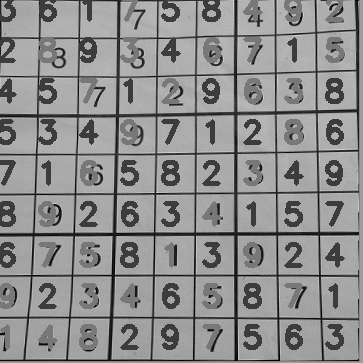 3 6 1 7 5 8 4 9 2
2 8 9 3 4 6 7 1 5
4 5 7 1 2 9 6 3 8
5 3 4 9 7 1 2 8 6
7 1 6 5 8 2 3 4 9
8 9 2 6 3 4 1 5 7
6 7 5 8 1 3 9 2 4
9 2 3 4 6 5 8 7 1
1 4 8 2 9 7 5 6 3